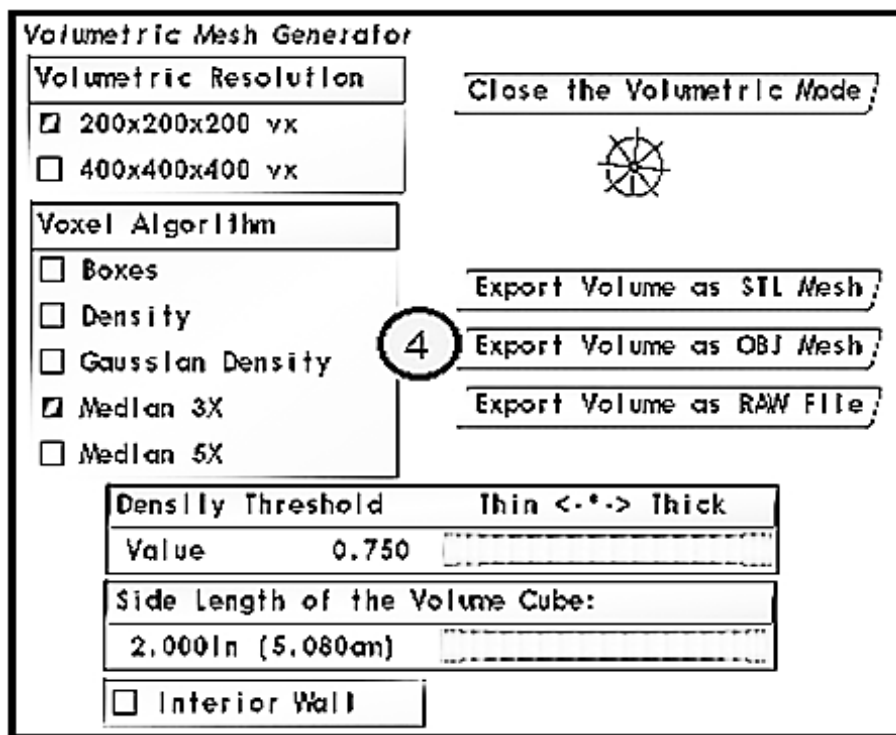 Volumetric Mesh Generator
Volumetric Resolution
200x200x200 vx
400x400x400 vx
Close the Volumetric Mode
Voxel Algorithm
Boxes
Density
Gaussian Density
Median 3X
Median 5X
4
Export Volume as STL Mesh
Export Volume as OBJ Mesh
Export Volume as RAW File
Density Threshold Thin <-*-> Thick
Value 0.750
Side Length of the Volume Cube:
2.000in (5.080cm)
Interior Wall